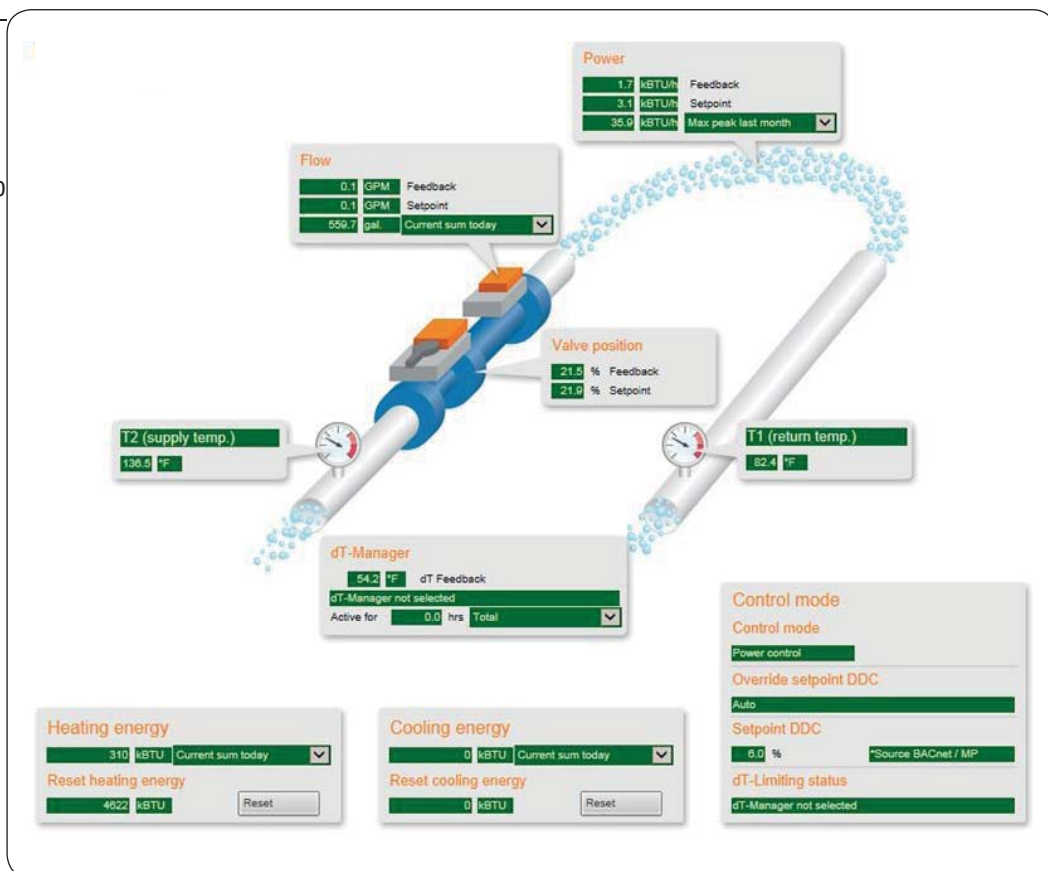 Power
1.7 kBTU/h Feedback
3.1 kBTU/h Setpoint
35.9 kBTU/h Max peak last month
Flow
0.1 GPM Feedback
0.1 GPM Setpoint
559.7 gal. Current sum today
Valve position
21.5 % Feedback
21.9 % Setpoint
T2 (supply temp.)
136.5 °F
T1 (return temp.)
82.4 °F
dT-Manager
54.2 °F dT Feedback
dT-Manager not selected
Active for 0.0 hrs Total
Control mode
Control mode
Power control
Override setpoint DDC
Auto
Setpoint DDC
6.0 % *Source BACnet / MP
dT-Limiting status
dT-Manager not selected
Heating energy
310 kBTU Current sum today
Reset heating energy
4622 kBTU Reset
Cooling energy
0 kBTU Current sum today
Reset cooling energy
0 kBTU Reset